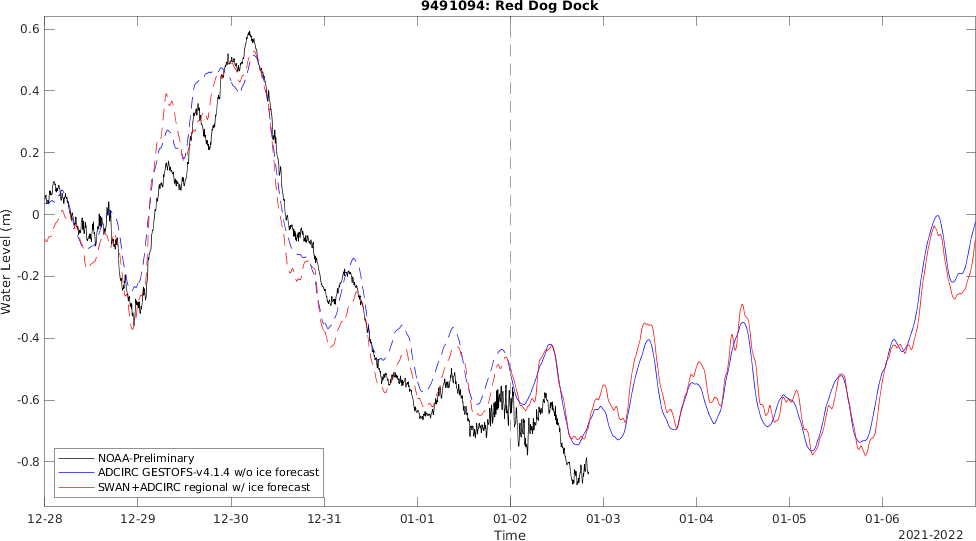 9491094: Red Dog Dock
0.6
0.4
0.2
0
-0.2
-0.4
-0.6
-0.8
Water Level (m)
NOAA-Preliminary
ADCIRC GESTOFS-v4.1.4 w/o ice forecast
SWAN+ADCIRC regional w/ ice forecast
12-28 12-29 12-30 12-31 01-01 01-02 01-03 01-04 01-05 01-06
Time
2021-2022